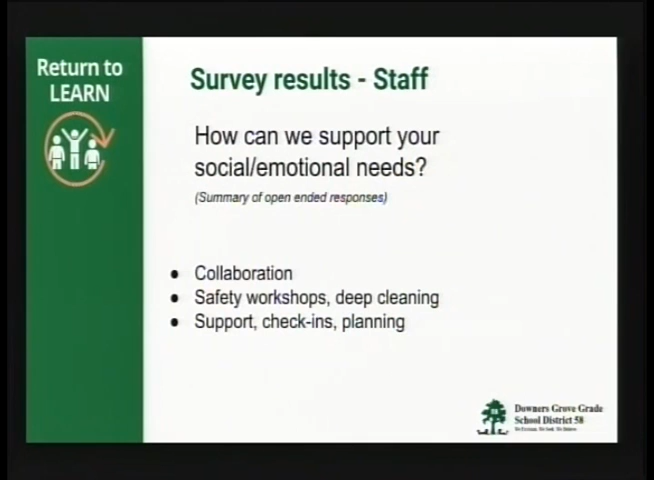 Return to
LEARN
Survey results - Staff
How can we support your
social/emotional needs?
(Summary of open ended responses)
● Collaboration
● Safety workshops, deep cleaning
● Support, check-ins, planning
Downers Grove Grade
School District 58